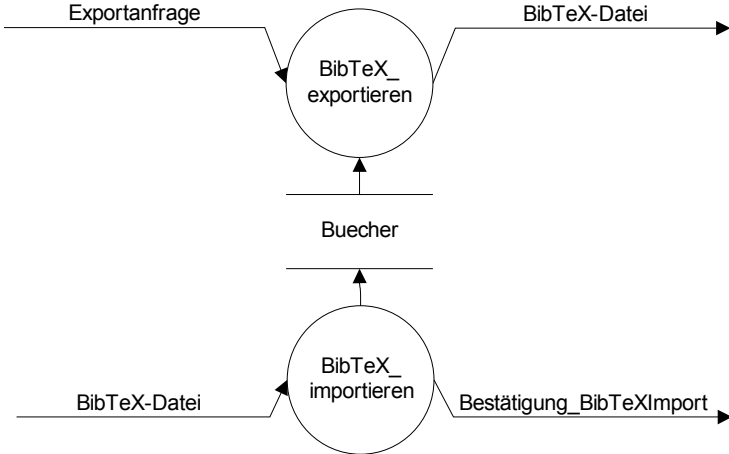 Exportanfrage
BibTeX-Datei
BibTeX_
exportieren
Buecher
BibTeX_
importieren
BibTeX-Datei
Bestätigung_BibTeXImport